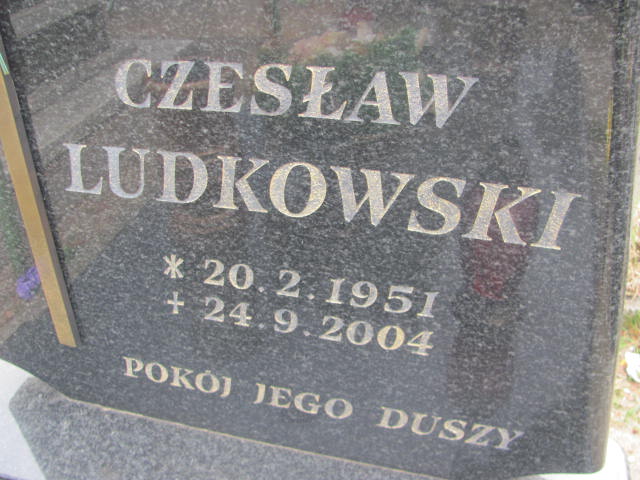 CZESŁAW
LUDKOWSKI
* 20.2.1951
+ 24.9.2004
POKÓJ JEGO DUSZY